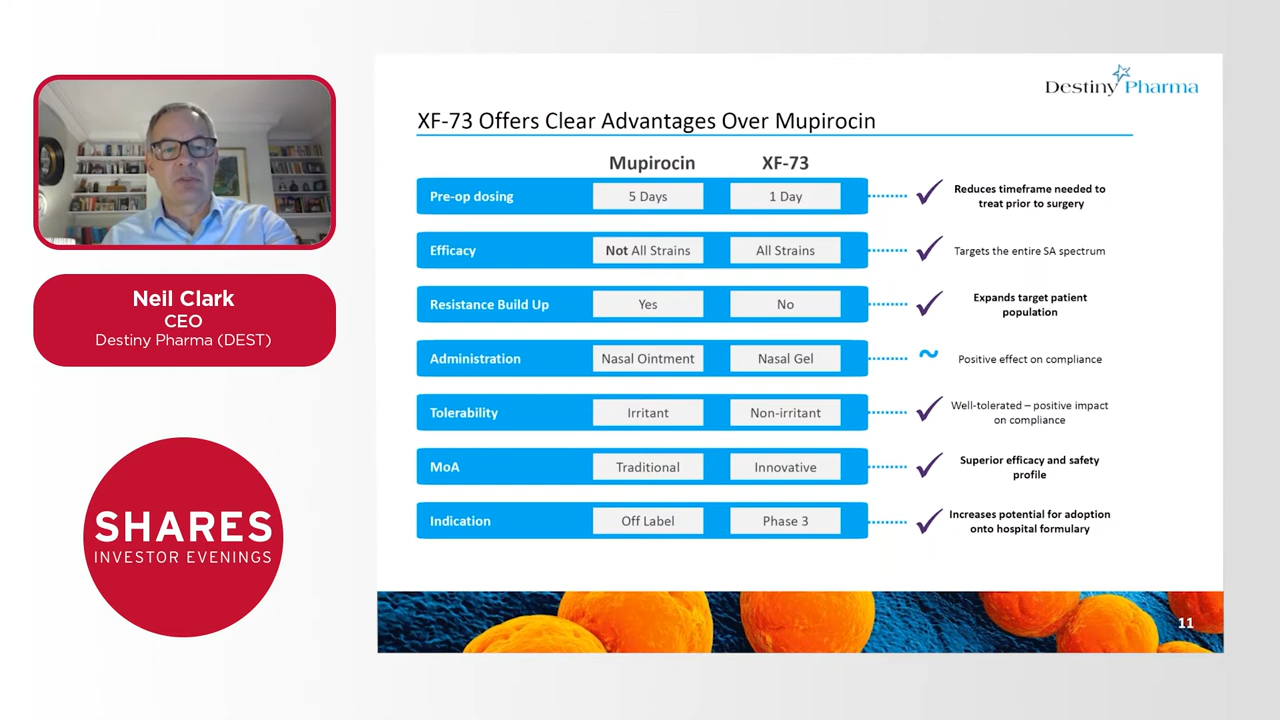 Neil Clark
CEO
Destiny Pharma (DEST)
SHARES
INVESTOR EVENINGS
Destiny Pharma
XF-73 Offers Clear Advantages Over Mupirocin
Mupirocin XF-73
Pre-op dosing 5 Days 1 Day Reduces timeframe needed to
treat prior to surgery
Efficacy Not All Strains All Strains Targets the entire SA spectrum
Resistance Build Up Yes No Expands target patient
population
Administration Nasal Ointment Nasal Gel ~ Positive effect on compliance
Tolerability Irritant Non-irritant Well-tolerated – positive impact
on compliance
MoA Traditional Innovative Superior efficacy and safety
profile
Indication Off Label Phase 3 Increases potential for adoption
onto hospital formulary
11